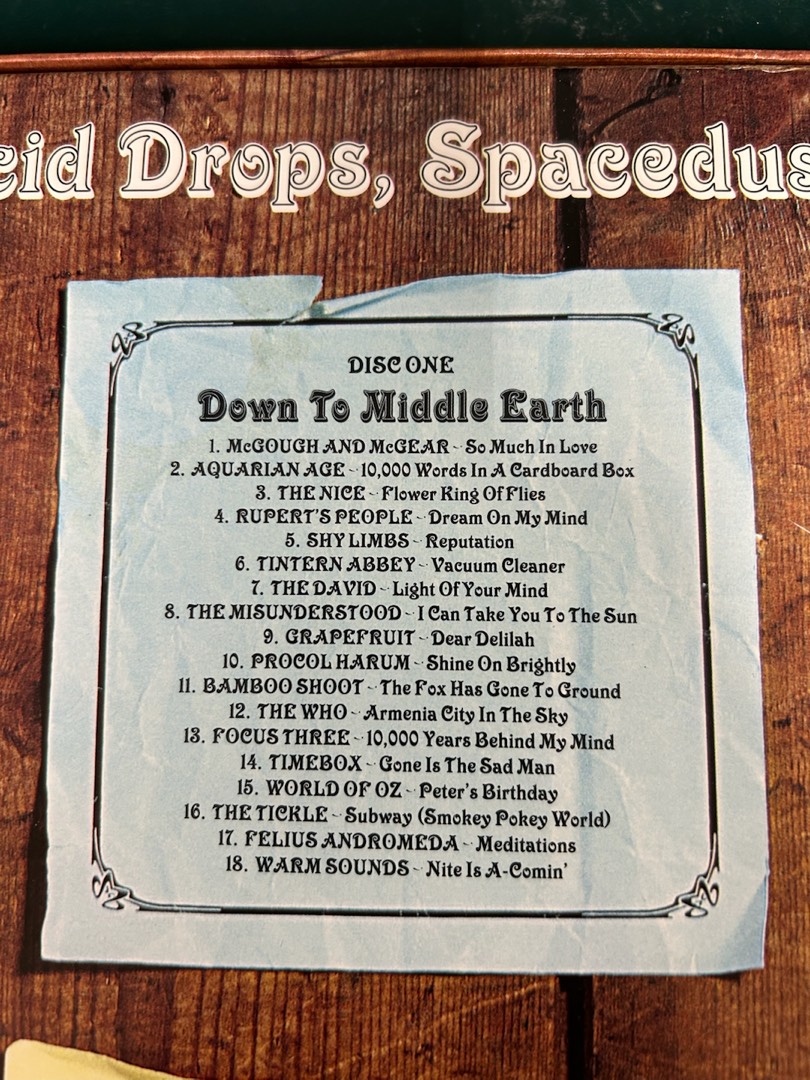 cid Drops, Spacedus
DISC ONE
Down To Middle Earth
1. McGOUGH AND McGEAR ~ So Much In Love
2. AQUARIAN AGE ~ 10,000 Words In A Cardboard Box
3. THE NICE ~ Flower King Of Flies
4. RUPERT'S PEOPLE ~ Dream On My Mind
5. SHY LIMBS ~ Reputation
6. TINTERN ABBEY ~ Vacuum Cleaner
7. THE DAVID ~ Light Of Your Mind
8. THE MISUNDERSTOOD ~ I Can Take You To The Sun
9. GRAPEFRUIT ~ Dear Delilah
10. PROCOL HARUM ~ Shine On Brightly
11. BAMBOO SHOOT ~ The Fox Has Gone To Ground
12. THE WHO ~ Armenia City In The Sky
13. FOCUS THREE ~ 10,000 Years Behind My Mind
14. TIMEBOX ~ Gone Is The Sad Man
15. WORLD OF OZ ~ Peter's Birthday
16. THE TICKLE ~ Subway (Smokey Pokey World)
17. FELIUS ANDROMEDA ~ Meditations
18. WARM SOUNDS ~ Nite Is A-Comin'